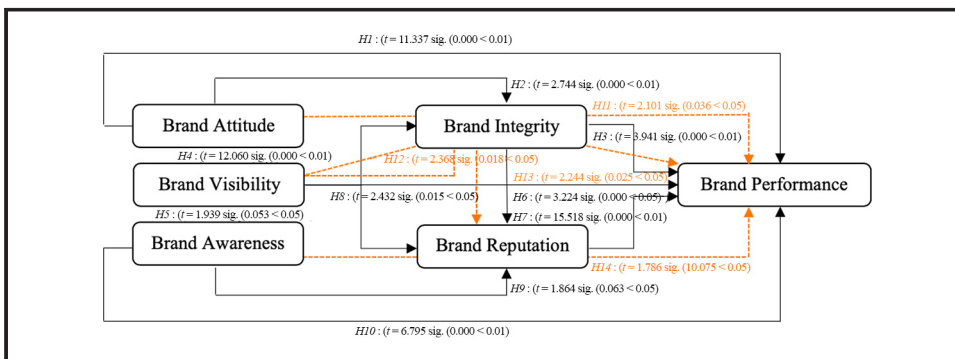 H1 : (t = 11.337 sig. (0.000 < 0.01)
H2 : (t = 2.744 sig. (0.000 < 0.01)
H11 : (t = 2.101 sig. (0.036 < 0.05)
Brand Attitude
Brand Integrity
H3 : (t = 3.941 sig. (0.000 < 0.01)
H4 : (t = 12.060 sig. (0.000 < 0.01)
H12 : (t = 2.368 sig. (0.018 < 0.05)
H13 : (t = 2.244 sig. (0.025 < 0.05)
Brand Visibility
Brand Performance
H8 : (t = 2.432 sig. (0.015 < 0.05)
H6 : (t = 3.224 sig. (0.000 < 0.05)
H5 : (t = 1.939 sig. (0.053 < 0.05)
H7 : (t = 15.518 sig. (0.000 < 0.01)
Brand Awareness
Brand Reputation
H14 : (t = 1.786 sig. (10.075 < 0.05)
H9 : (t = 1.864 sig. (0.063 < 0.05)
H10 : (t = 6.795 sig. (0.000 < 0.01)